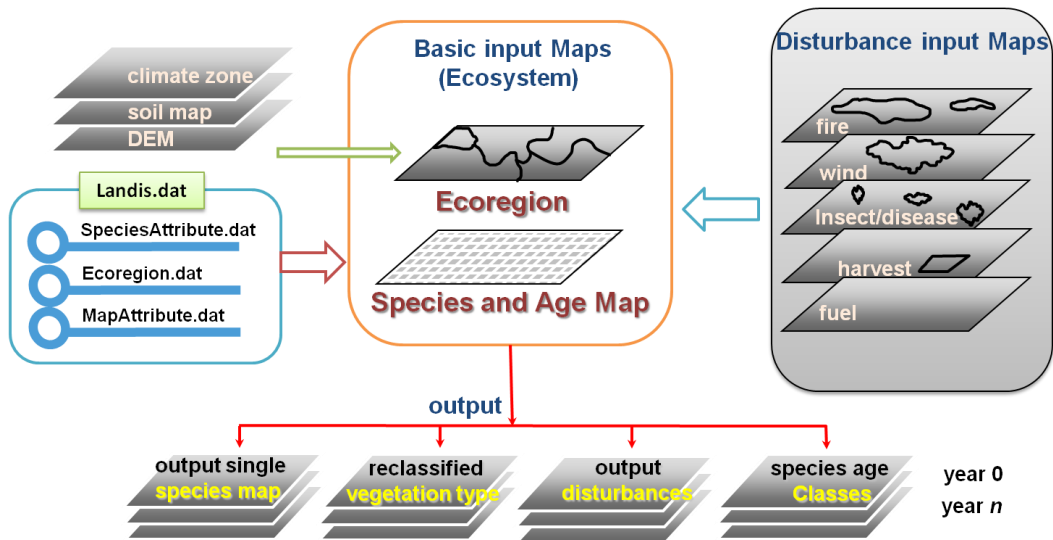 climate zone
soil map
DEM
Landis.dat
SpeciesAttribute.dat
Ecoregion.dat
MapAttribute.dat
Basic input Maps
(Ecosystem)
Ecoregion
Species and Age Map
Disturbance input Maps
fire
wind
Insect/disease
harvest
fuel
output
output single
species map
reclassified
vegetation type
output
disturbances
species age
Classes
year 0
year n